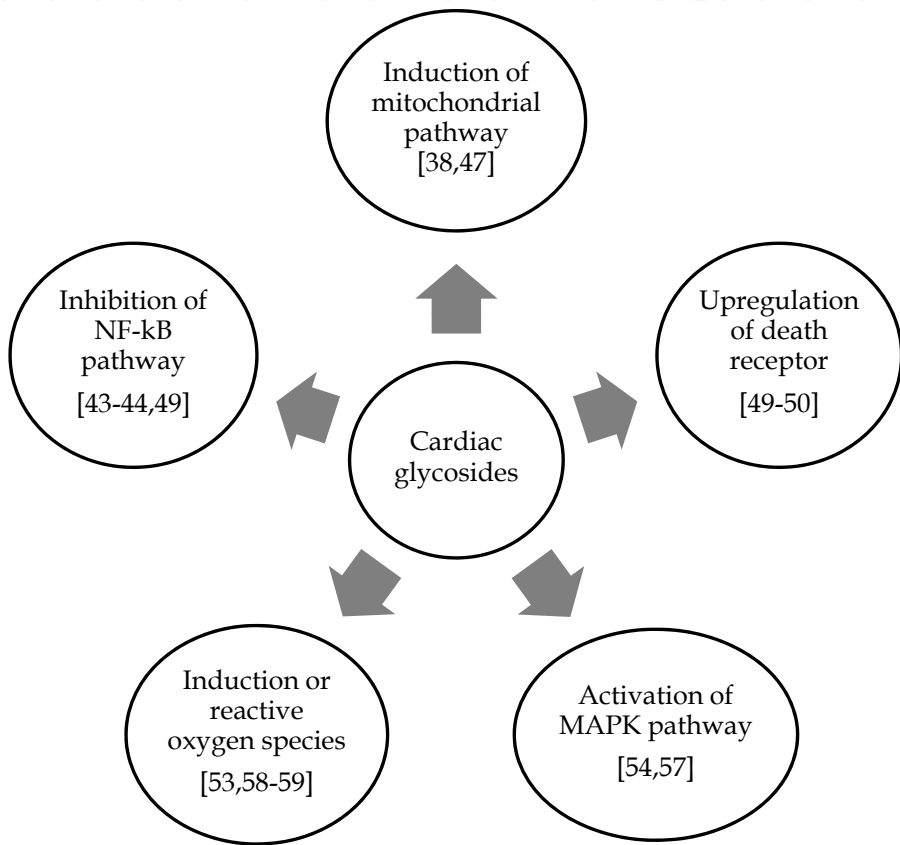 Induction of
mitochondrial
pathway
[38,47]
Inhibition of
NF-kB
pathway
[43-44,49]
Upregulation
of death
receptor
[49-50]
Cardiac
glycosides
Induction or
reactive
oxygen species
[53,58-59]
Activation of
MAPK pathway
[54,57]